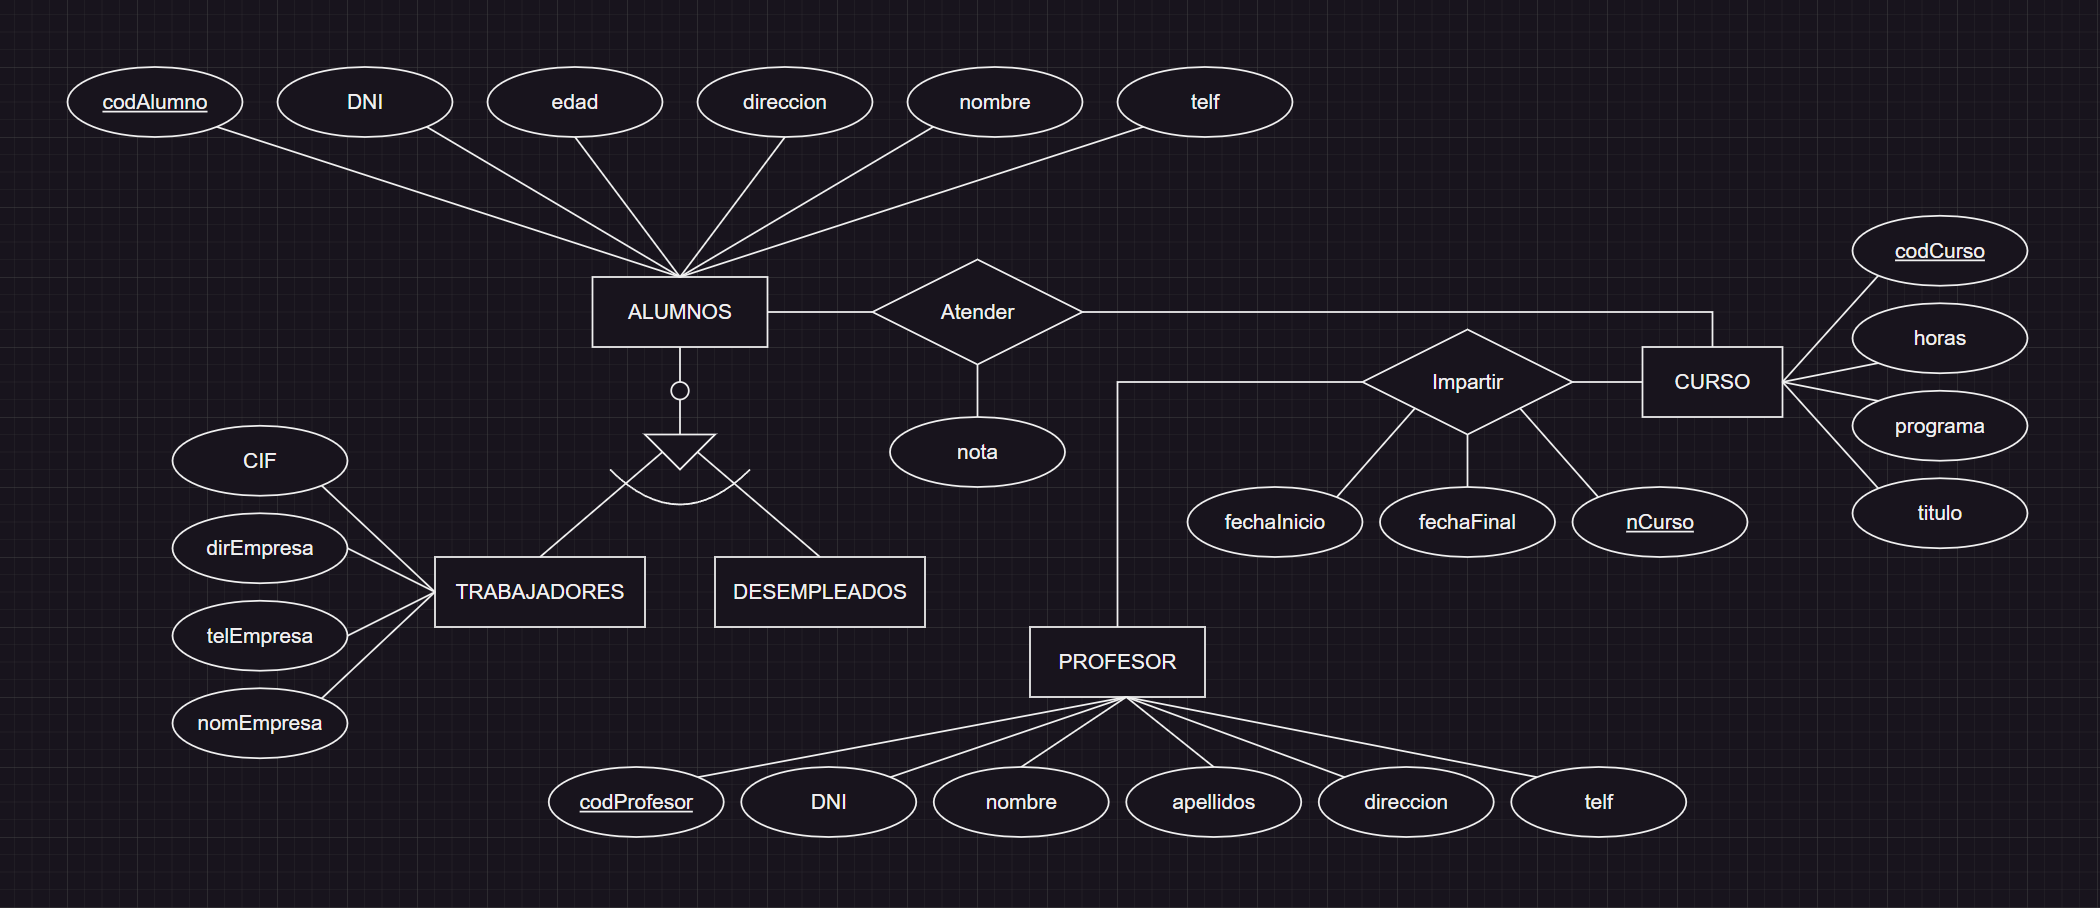 codAlumno
DNI
edad
direccion
nombre
telf
ALUMNOS
Atender
nota
codCurso
horas
programa
titulo
CURSO
Impartir
fechaInicio
fechaFinal
nCurso
CIF
dirEmpresa
telEmpresa
nomEmpresa
TRABAJADORES
DESEMPLEADOS
PROFESOR
codProfesor
DNI
nombre
apellidos
direccion
telf